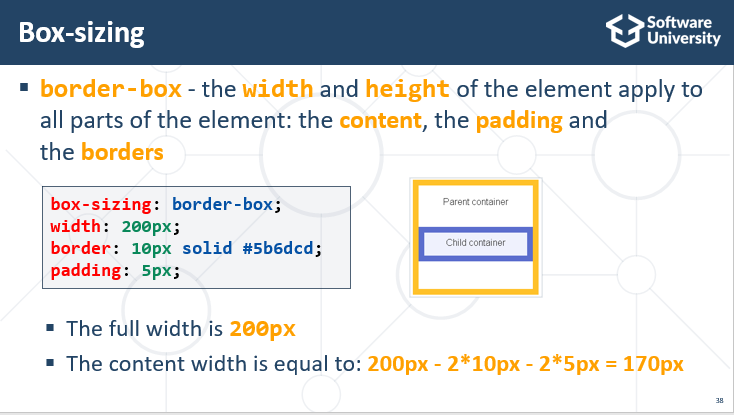 Box-sizing
Software
University
▪ border-box - the width and height of the element apply to
all parts of the element: the content, the padding and
the borders
box-sizing: border-box;
width: 200px;
border: 10px solid #5b6dcd;
padding: 5px;
Parent container
Child container
▪ The full width is 200px
▪ The content width is equal to: 200px - 2*10px - 2*5px = 170px
38